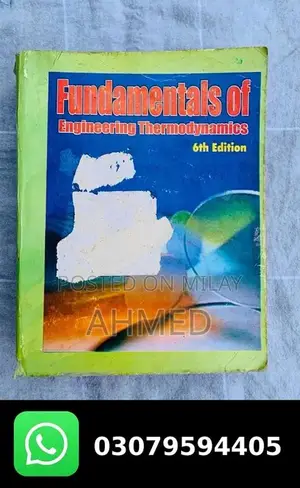 Fundamentals of
Engineering Thermodynamics
6th Edition
POSTED ON MILAY
AHMED
03079594405